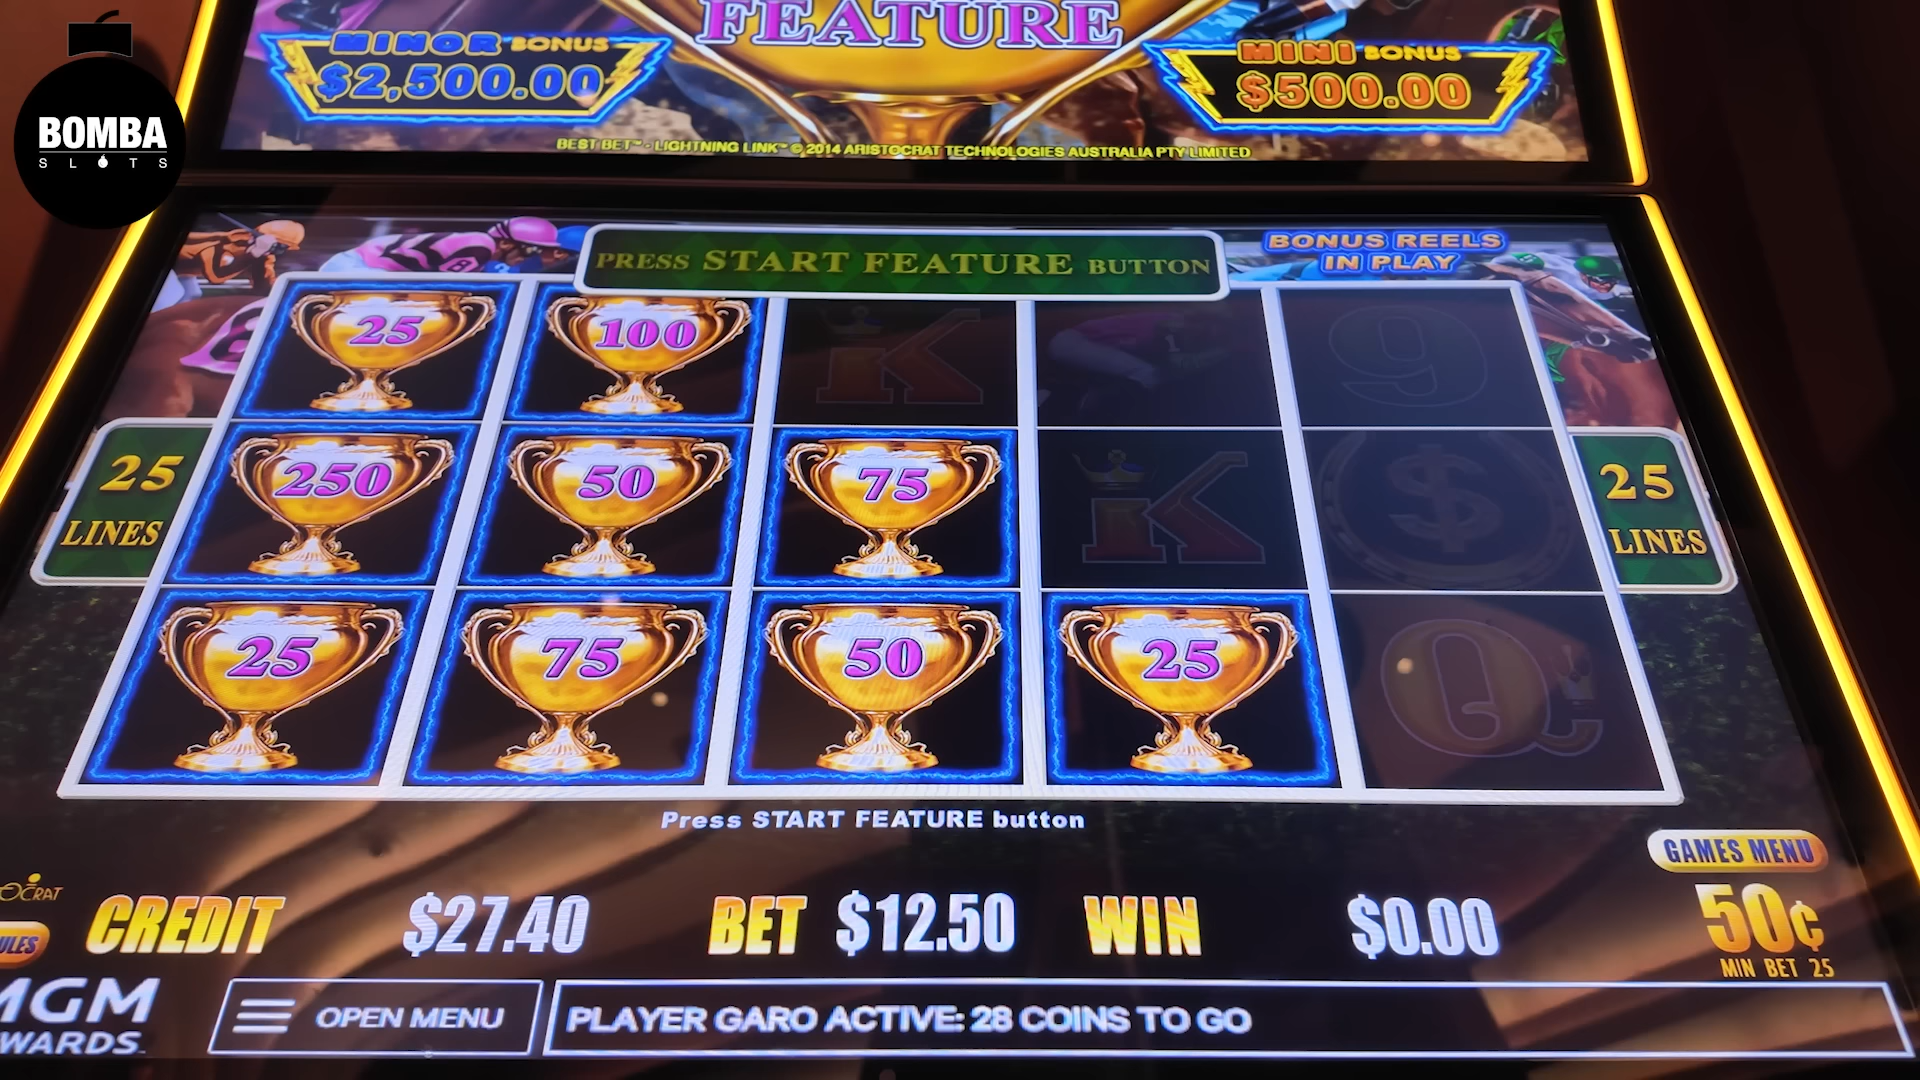 FEATURE
MINOR BONUS
$2,500.00
MINI BONUS
$500.00
BEST BET™ - LIGHTNING LINK™ © 2014 ARISTOCRAT TECHNOLOGIES AUSTRALIA PTY LIMITED
BOMBA
SLOTS
PRESS START FEATURE BUTTON
BONUS REELS
IN PLAY
25 100 K 9
25
LINES
250 50 75 K $
25
LINES
25 75 50 25 Q
Press START FEATURE button
GAMES MENU
CREDIT $27.40 BET $12.50 WIN $0.00
50¢
MIN BET 25
MGM
OPEN MENU
PLAYER GARO ACTIVE: 28 COINS TO GO